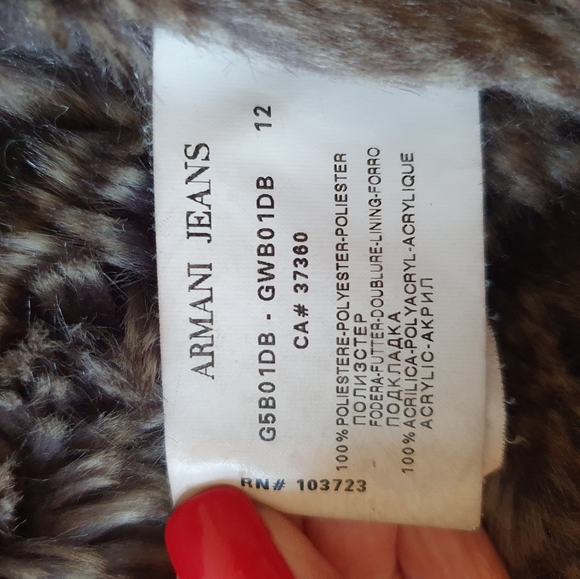 ARMANI JEANS
G5B01DB - GWB01DB 12
CA# 37360
100% POLIESTERE-POLYESTER-POLIESTER
ПОЛИЭСТЕР
FODERA-FUTTER-DOUBLURE-LINING-FORRO
ПОДКЛАДКА
100% ACRILICA-POLYACRYL-ACRYLIQUE
ACRYLIC-АКРИЛ
RN# 103723